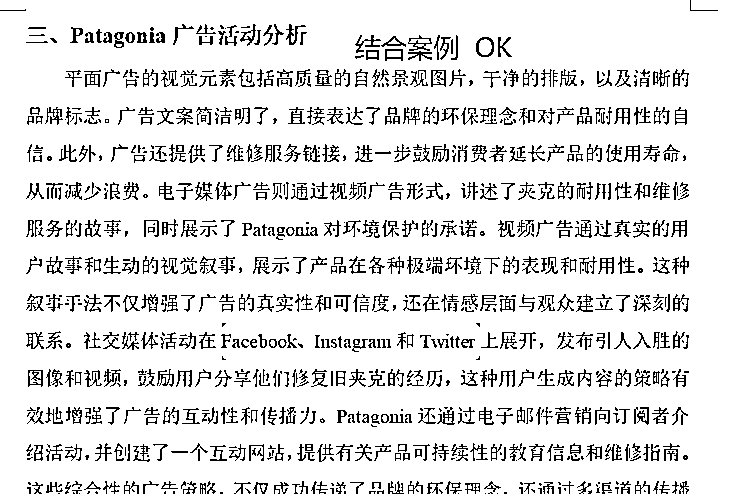 三、Patagonia 广告活动分析
结合案例 OK
平面广告的视觉元素包括高质量的自然景观图片，干净的排版，以及清晰的
品牌标志。广告文案简洁明了，直接表达了品牌的环保理念和对产品耐用性的自
信。此外，广告还提供了维修服务链接，进一步鼓励消费者延长产品的使用寿命，
从而减少浪费。电子媒体广告则通过视频广告形式，讲述了夹克的耐用性和维修
服务的故事，同时展示了 Patagonia 对环境保护的承诺。视频广告通过真实的用
户故事和生动的视觉叙事，展示了产品在各种极端环境下的表现和耐用性。这种
叙事手法不仅增强了广告的真实性和可信度，还在情感层面与观众建立了深刻的
联系。社交媒体活动在 Facebook、Instagram 和 Twitter 上展开，发布引人入胜的
图像和视频，鼓励用户分享他们修复旧夹克的经历，这种用户生成内容的策略有
效地增强了广告的互动性和传播力。Patagonia 还通过电子邮件营销向订阅者介
绍活动，并创建了一个互动网站，提供有关产品可持续性的教育信息和维修指南。
这些综合性的广告策略，不仅成功传递了品牌的环保理念，还通过多渠道的传播